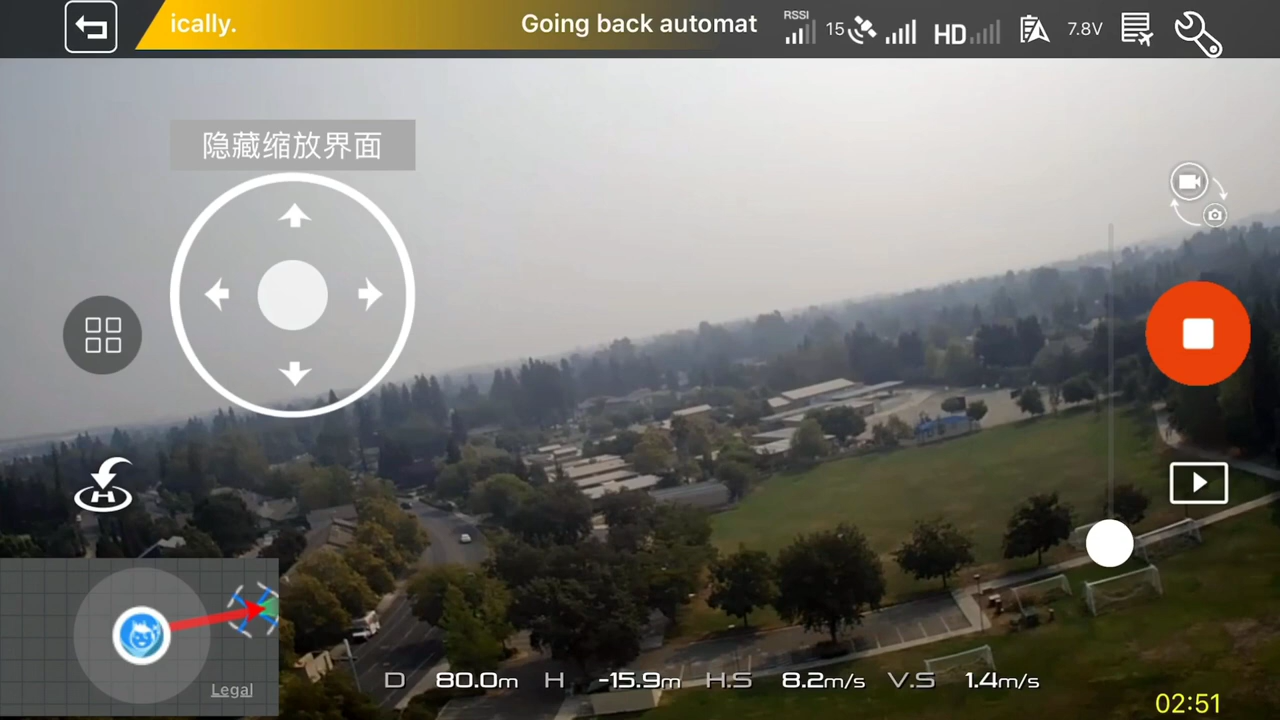 ically. Going back automat
RSSI
15
HD
7.8V
隐藏缩放界面
H
Legal
D 80.0m H -15.9m H.S 8.2m/s V.S 1.4m/s
02:51